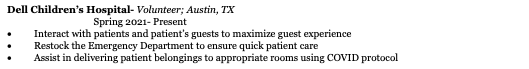 Dell Children's Hospital- Volunteer; Austin, TX
Spring 2021- Present
• Interact with patients and patient's guests to maximize guest experience
• Restock the Emergency Department to ensure quick patient care
• Assist in delivering patient belongings to appropriate rooms using COVID protocol